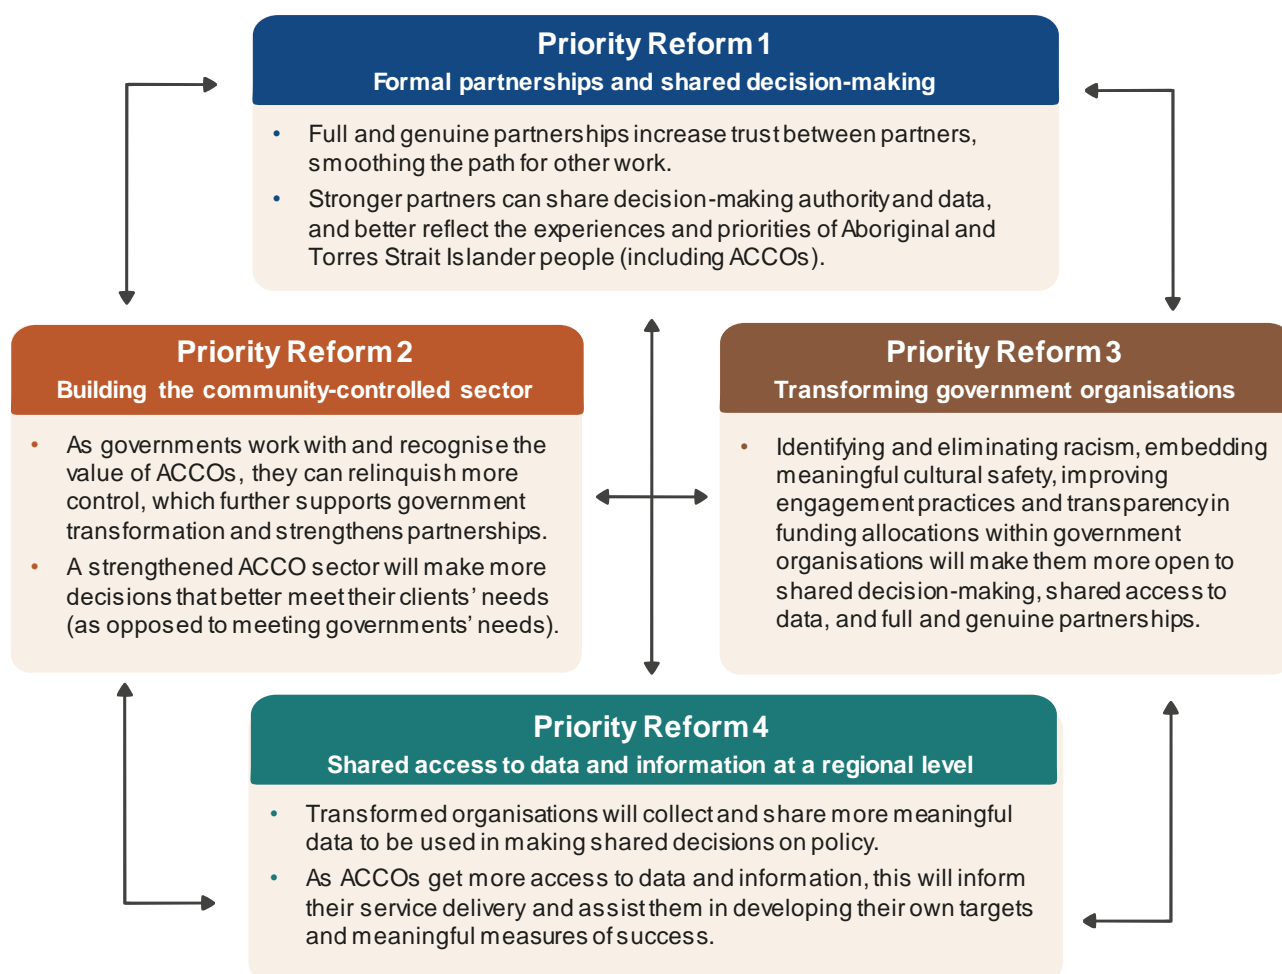 Priority Reform 1
Formal partnerships and shared decision-making
• Full and genuine partnerships increase trust between partners,
smoothing the path for other work.
• Stronger partners can share decision-making authority and data,
and better reflect the experiences and priorities of Aboriginal and
Torres Strait Islander people (including ACCOs).
Priority Reform 2
Building the community-controlled sector
• As governments work with and recognise the
value of ACCOs, they can relinquish more
control, which further supports government
transformation and strengthens partnerships.
• A strengthened ACCO sector will make more
decisions that better meet their clients’ needs
(as opposed to meeting governments’ needs).
Priority Reform 3
Transforming government organisations
• Identifying and eliminating racism, embedding
meaningful cultural safety, improving
engagement practices and transparency in
funding allocations within government
organisations will make them more open to
shared decision-making, shared access to
data, and full and genuine partnerships.
Priority Reform 4
Shared access to data and information at a regional level
• Transformed organisations will collect and share more meaningful
data to be used in making shared decisions on policy.
• As ACCOs get more access to data and information, this will inform
their service delivery and assist them in developing their own targets
and meaningful measures of success.